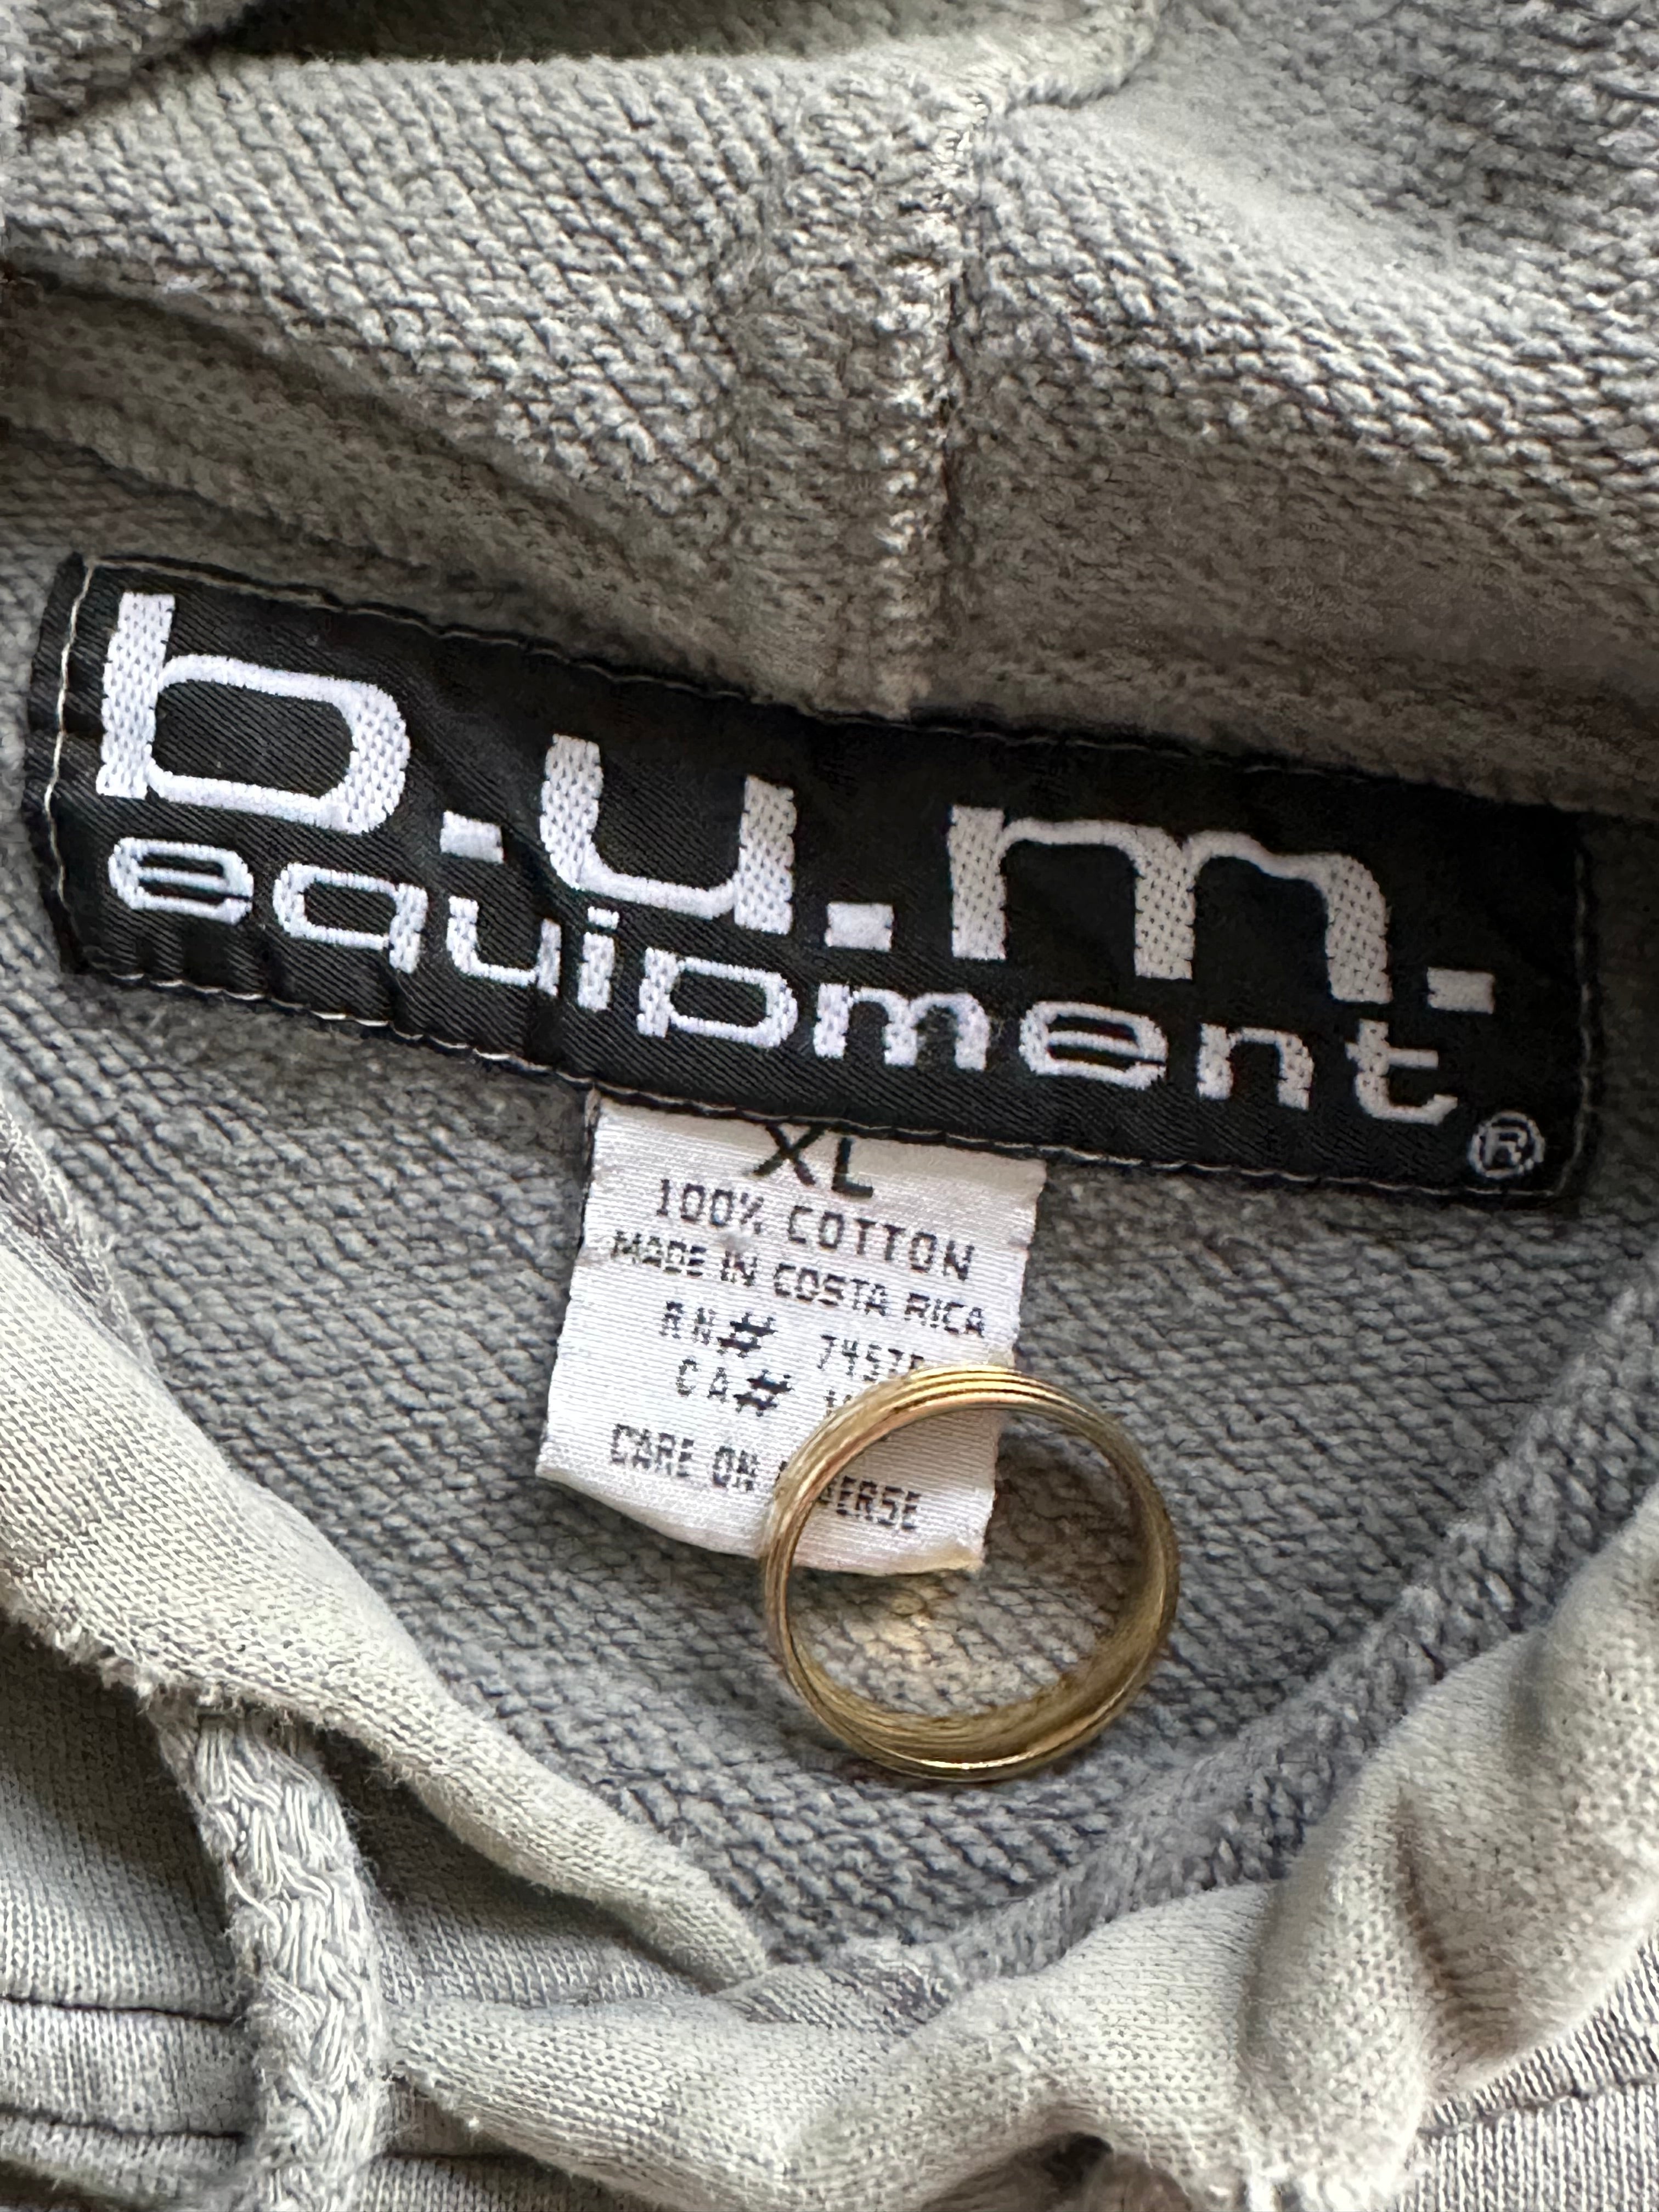 b.u.m.
equipment
®
XL
100% COTTON
MADE IN COSTA RICA
RN#
CA#
CARE ON